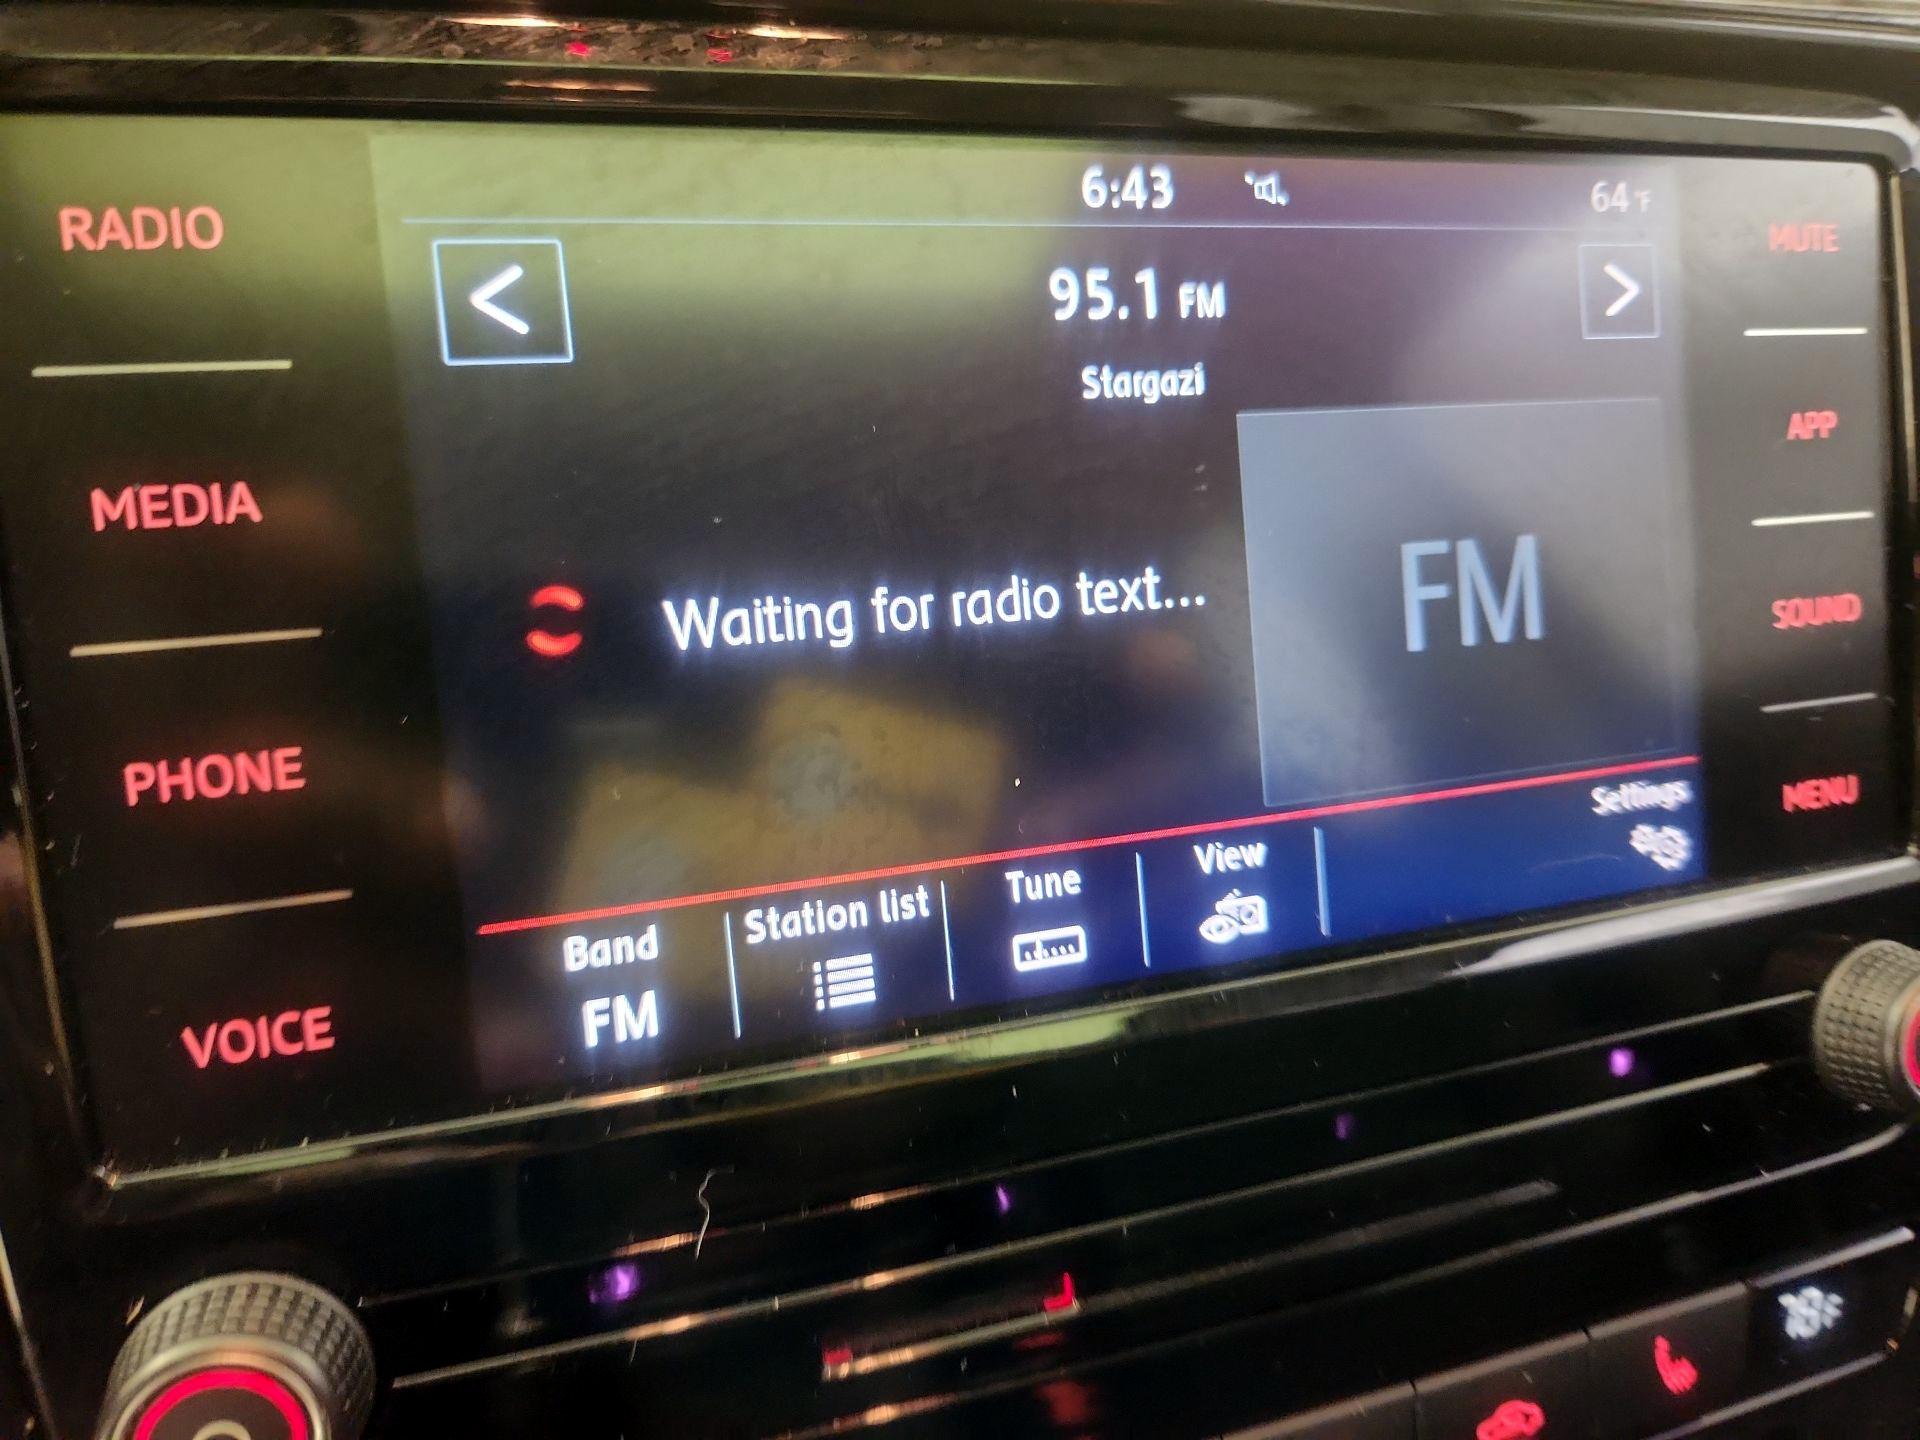 6:43
64 °F
RADIO
MUTE
95.1 FM
Stargazi
APP
MEDIA
Waiting for radio text...
FM
SOUND
PHONE
MENU
Settings
View
Tune
Station list
Band
FM
VOICE